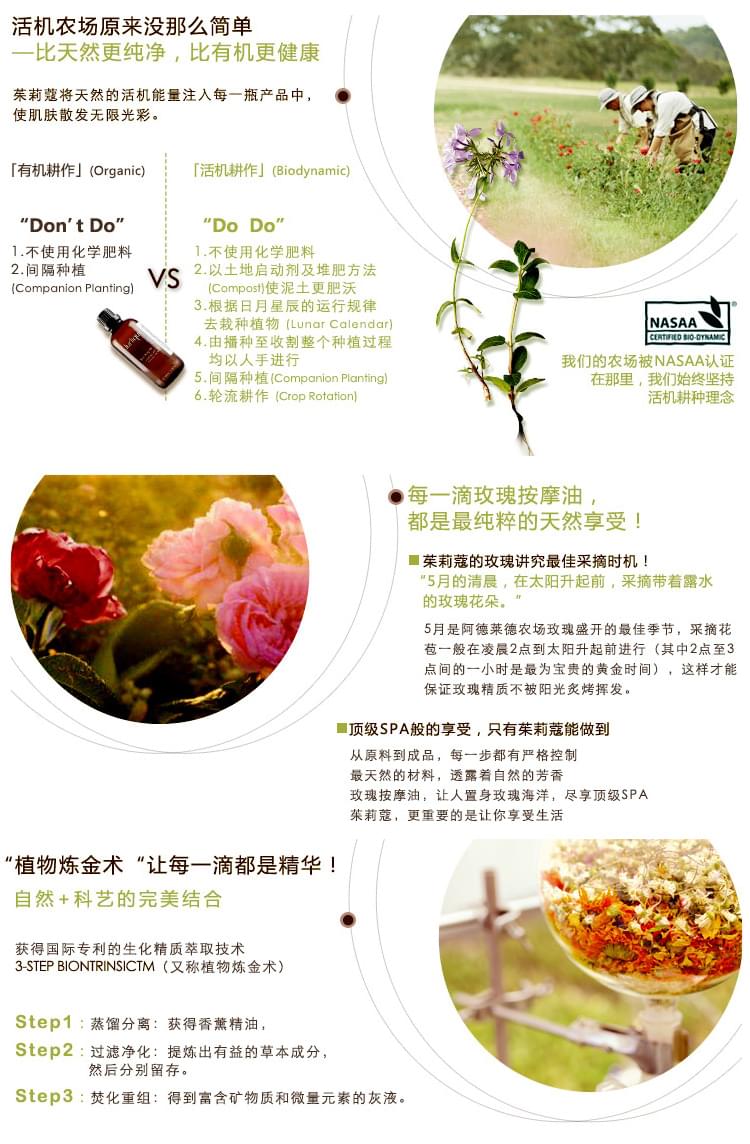 活机农场原来没那么简单
—比天然更纯净，比有机更健康
茱莉蔻将天然的活机能量注入每一瓶产品中，
使肌肤散发无限光彩。
「有机耕作」(Organic)
“Don't Do”
1.不使用化学肥料
2.间隔种植
(Companion Planting)
VS
「活机耕作」(Biodynamic)
“Do Do”
1.不使用化学肥料
2.以土地启动剂及堆肥方法
(Compost)使泥土更肥沃
3.根据日月星辰的运行规律
去栽种植物 (Lunar Calendar)
4.由播种至收割整个种植过程
均以人手进行
5.间隔种植(Companion Planting)
6.轮流耕作 (Crop Rotation)
NASAA
CERTIFIED BIO-DYNAMIC
我们的农场被NASAA认证
在那里，我们始终坚持
活机耕种理念
每一滴玫瑰按摩油，
都是最纯粹的天然享受！
茱莉蔻的玫瑰讲究最佳采摘时机！
“5月的清晨，在太阳升起前，采摘带着露水
的玫瑰花朵。”
5月是阿德莱德农场玫瑰盛开的最佳季节，采摘花
苞一般在凌晨2点到太阳升起前进行（其中2点至3
点间的一小时是最为宝贵的黄金时间），这样才能
保证玫瑰精质不被阳光炙烤挥发。
顶级SPA般的享受，只有茱莉蔻能做到
从原料到成品，每一步都有严格控制
最天然的材料，透露着自然的芳香
玫瑰按摩油，让人置身玫瑰海洋，尽享顶级SPA
茱莉蔻，更重要的是让你享受生活
“植物炼金术“让每一滴都是精华！
自然+科艺的完美结合
获得国际专利的生化精质萃取技术
3-STEP BIONTRINSICTM（又称植物炼金术）
Step1：蒸馏分离：获得香薰精油，
Step2：过滤净化：提炼出有益的草本成分，
然后分别留存。
Step3：焚化重组：得到富含矿物质和微量元素的灰液。